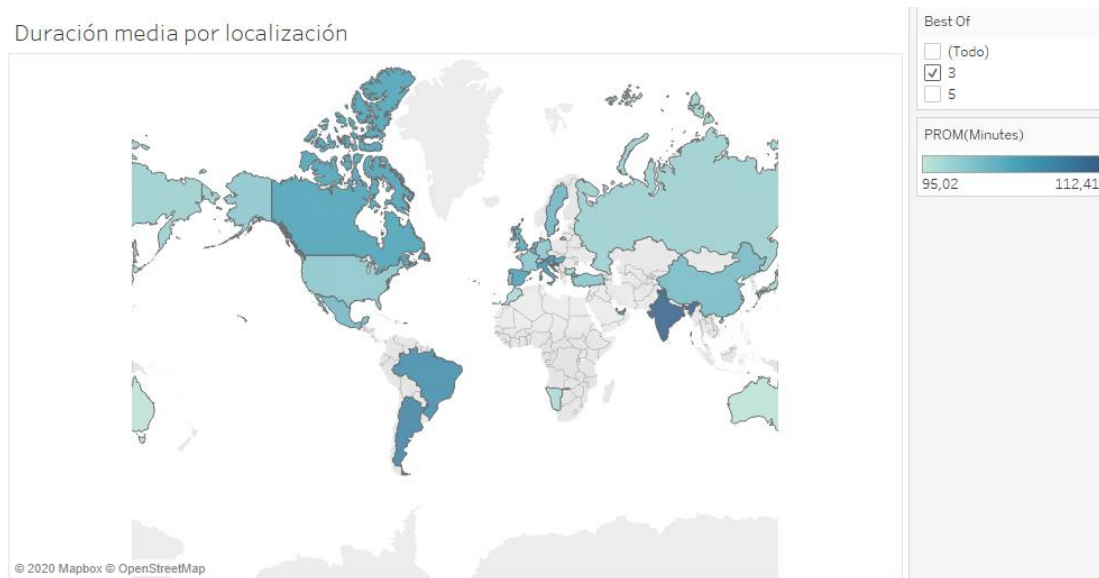 Duración media por localización
Best Of
(Todo)
3
5
PROM(Minutes)
95,02 112,41
© 2020 Mapbox © OpenStreetMap